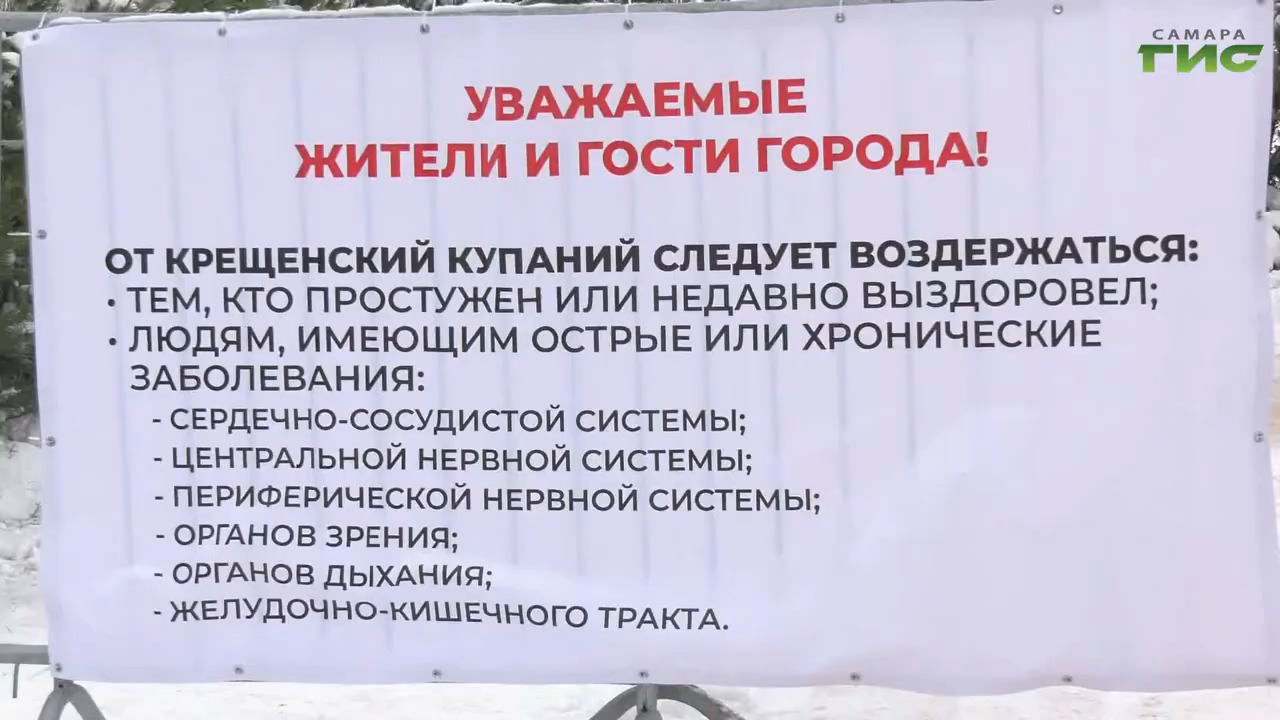 САМАРА
ГИС
УВАЖАЕМЫЕ
ЖИТЕЛИ И ГОСТИ ГОРОДА!
ОТ КРЕЩЕНСКИЙ КУПАНИЙ СЛЕДУЕТ ВОЗДЕРЖАТЬСЯ:
• ТЕМ, КТО ПРОСТУЖЕН ИЛИ НЕДАВНО ВЫЗДОРОВЕЛ;
• ЛЮДЯМ, ИМЕЮЩИМ ОСТРЫЕ ИЛИ ХРОНИЧЕСКИЕ
ЗАБОЛЕВАНИЯ:
- СЕРДЕЧНО-СОСУДИСТОЙ СИСТЕМЫ;
- ЦЕНТРАЛЬНОЙ НЕРВНОЙ СИСТЕМЫ;
- ПЕРИФЕРИЧЕСКОЙ НЕРВНОЙ СИСТЕМЫ;
- ОРГАНОВ ЗРЕНИЯ;
- ОРГАНОВ ДЫХАНИЯ;
- ЖЕЛУДОЧНО-КИШЕЧНОГО ТРАКТА.